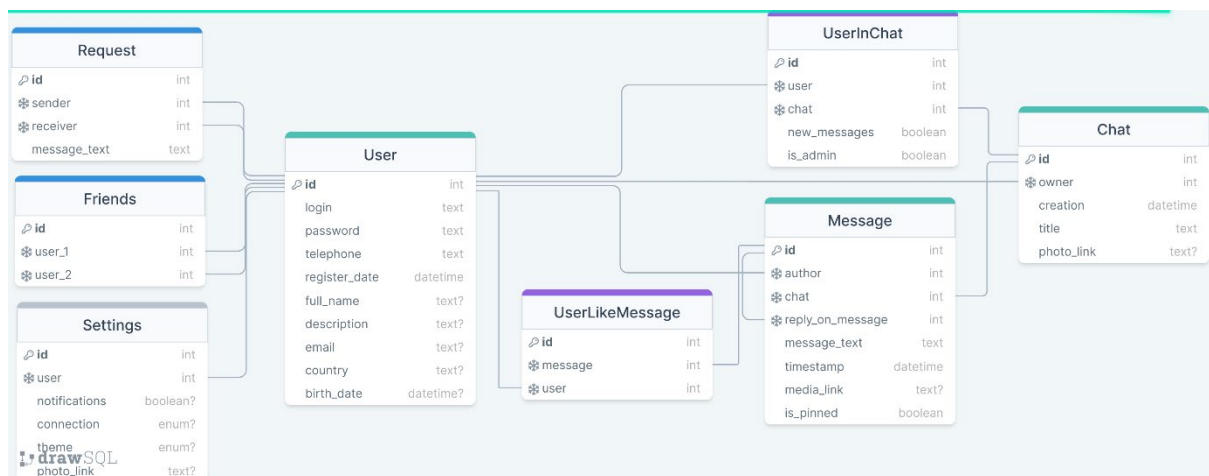 Request
id int
sender int
receiver int
message_text text
Friends
id int
user_1 int
user_2 int
Settings
id int
user int
notifications boolean?
connection enum?
theme enum?
photo_link text?
drawSQL
User
id int
login text
password text
telephone text
register_date datetime
full_name text?
description text?
email text?
country text?
birth_date datetime?
UserLikeMessage
id int
message int
user int
UserInChat
id int
user int
chat int
new_messages boolean
is_admin boolean
Message
id int
author int
chat int
reply_on_message int
message_text text
timestamp datetime
media_link text?
is_pinned boolean
Chat
id int
owner int
creation datetime
title text
photo_link text?